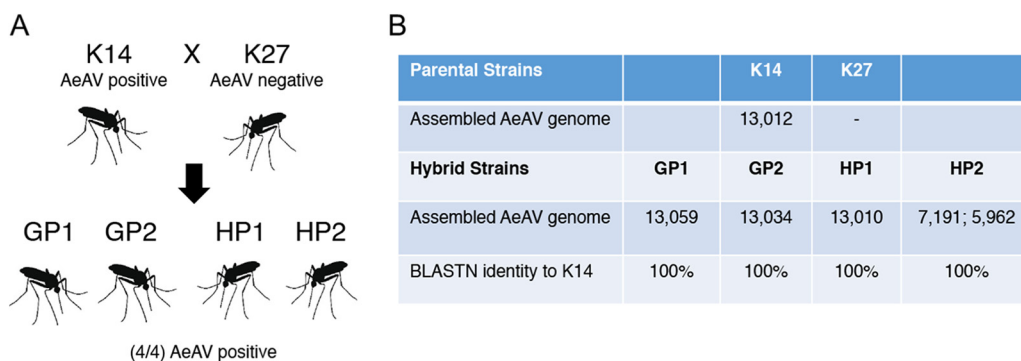 A
K14 X K27
AeAV positive AeAV negative
GP1 GP2 HP1 HP2
(4/4) AeAV positive
B
Parental Strains K14 K27
Assembled AeAV genome 13,012 -
Hybrid Strains GP1 GP2 HP1 HP2
Assembled AeAV genome 13,059 13,034 13,010 7,191; 5,962
BLASTN identity to K14 100% 100% 100% 100%